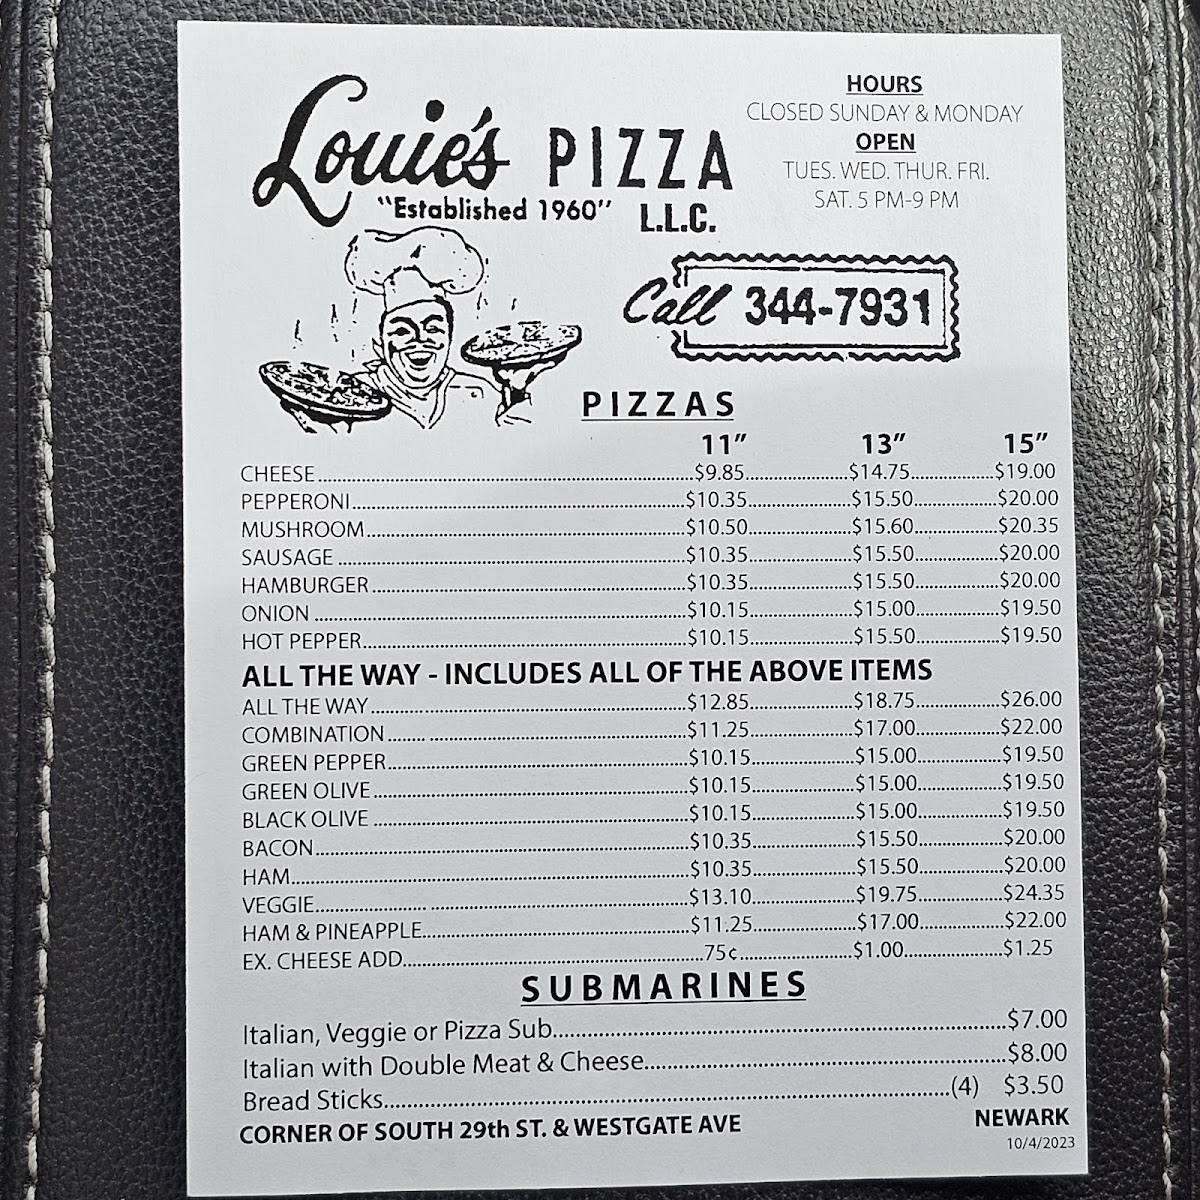 Louie's PIZZA
"Established 1960" L.L.C.
HOURS
CLOSED SUNDAY & MONDAY
OPEN
TUES. WED. THUR. FRI.
SAT. 5 PM-9 PM
Call 344-7931
PIZZAS
11" 13" 15"
CHEESE $9.85 $14.75 $19.00
PEPPERONI $10.35 $15.50 $20.00
MUSHROOM $10.50 $15.60 $20.35
SAUSAGE $10.35 $15.50 $20.00
HAMBURGER $10.35 $15.50 $20.00
ONION $10.15 $15.00 $19.50
HOT PEPPER $10.15 $15.50 $19.50
ALL THE WAY - INCLUDES ALL OF THE ABOVE ITEMS
ALL THE WAY $12.85 $18.75 $26.00
COMBINATION $11.25 $17.00 $22.00
GREEN PEPPER $10.15 $15.00 $19.50
GREEN OLIVE $10.15 $15.00 $19.50
BLACK OLIVE $10.15 $15.00 $19.50
BACON $10.35 $15.50 $20.00
HAM $10.35 $15.50 $20.00
VEGGIE $13.10 $19.75 $24.35
HAM & PINEAPPLE $11.25 $17.00 $22.00
EX. CHEESE ADD 75¢ $1.00 $1.25
SUBMARINES
Italian, Veggie or Pizza Sub $7.00
Italian with Double Meat & Cheese $8.00
Bread Sticks (4) $3.50
CORNER OF SOUTH 29th ST. & WESTGATE AVE NEWARK
10/4/2023